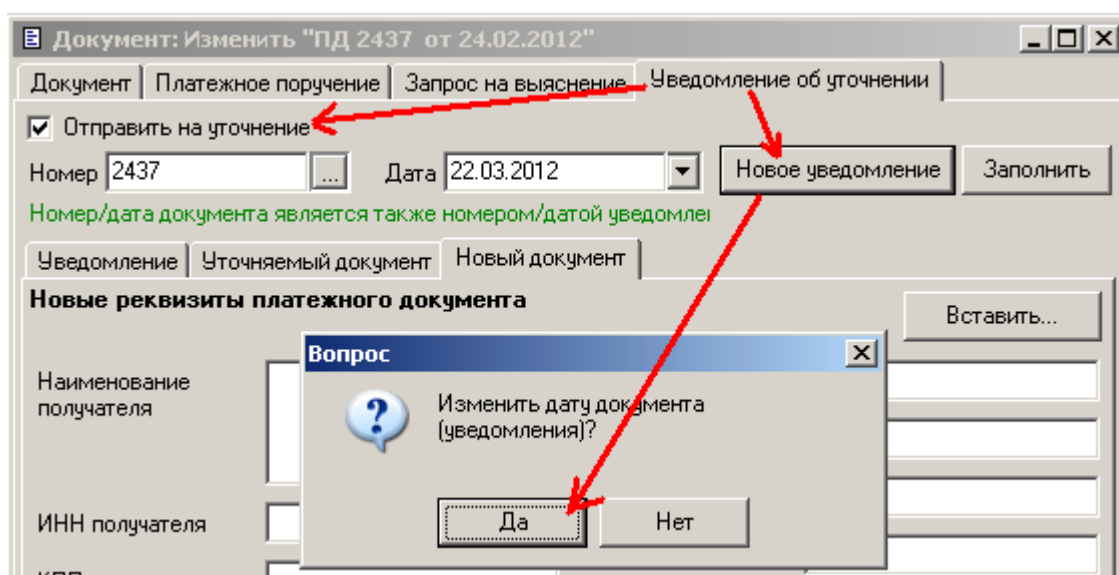 Документ: Изменить "ПД 2437 от 24.02.2012"
Документ Платежное поручение Запрос на выяснение Уведомление об уточнении
Отправить на уточнение
Номер 2437 ... Дата 22.03.2012 Новое уведомление Заполнить
Номер/дата документа является также номером/датой уведомлен
Уведомление Уточняемый документ Новый документ
Новые реквизиты платежного документа
Вставить...
Вопрос
Наименование
получателя
Изменить дату документа
(уведомления)?
ИНН получателя
Да Нет